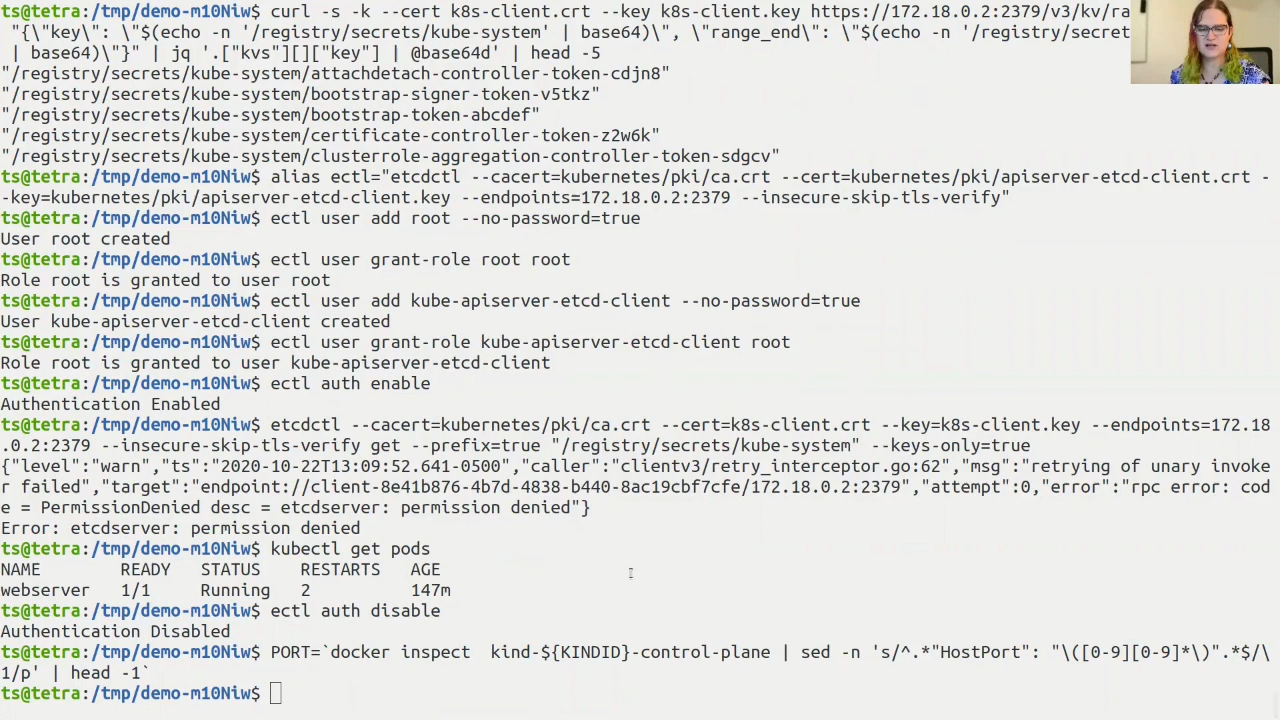 ts@tetra:/tmp/demo-m10Niw$ curl -s -k --cert k8s-client.crt --key k8s-client.key https://172.18.0.2:2379/v3/kv/ra
"{\"key\": \"$(echo -n '/registry/secrets/kube-system' | base64)\", \"range_end\": \"$(echo -n '/registry/secret
| base64)\"}" | jq '.["kvs"][]["key"] | @base64d' | head -5
"/registry/secrets/kube-system/attachdetach-controller-token-cdjn8"
"/registry/secrets/kube-system/bootstrap-signer-token-v5tkz"
"/registry/secrets/kube-system/bootstrap-token-abcdef"
"/registry/secrets/kube-system/certificate-controller-token-z2w6k"
"/registry/secrets/kube-system/clusterrole-aggregation-controller-token-sdgcv"
ts@tetra:/tmp/demo-m10Niw$ alias ectl="etcdctl --cacert=kubernetes/pki/ca.crt --cert=kubernetes/pki/apiserver-etcd-client.crt -
-key=kubernetes/pki/apiserver-etcd-client.key --endpoints=172.18.0.2:2379 --insecure-skip-tls-verify"
ts@tetra:/tmp/demo-m10Niw$ ectl user add root --no-password=true
User root created
ts@tetra:/tmp/demo-m10Niw$ ectl user grant-role root root
Role root is granted to user root
ts@tetra:/tmp/demo-m10Niw$ ectl user add kube-apiserver-etcd-client --no-password=true
User kube-apiserver-etcd-client created
ts@tetra:/tmp/demo-m10Niw$ ectl user grant-role kube-apiserver-etcd-client root
Role root is granted to user kube-apiserver-etcd-client
ts@tetra:/tmp/demo-m10Niw$ ectl auth enable
Authentication Enabled
ts@tetra:/tmp/demo-m10Niw$ etcdctl --cacert=kubernetes/pki/ca.crt --cert=k8s-client.crt --key=k8s-client.key --endpoints=172.18
.0.2:2379 --insecure-skip-tls-verify get --prefix=true "/registry/secrets/kube-system" --keys-only=true
{"level":"warn","ts":"2020-10-22T13:09:52.641-0500","caller":"clientv3/retry_interceptor.go:62","msg":"retrying of unary invoke
r failed","target":"endpoint://client-8e41b876-4b7d-4838-b440-8ac19cbf7cfe/172.18.0.2:2379","attempt":0,"error":"rpc error: cod
e = PermissionDenied desc = etcdserver: permission denied"}
Error: etcdserver: permission denied
ts@tetra:/tmp/demo-m10Niw$ kubectl get pods
NAME        READY   STATUS    RESTARTS   AGE
webserver   1/1     Running   2          147m
ts@tetra:/tmp/demo-m10Niw$ ectl auth disable
Authentication Disabled
ts@tetra:/tmp/demo-m10Niw$ PORT=`docker inspect  kind-${KINDID}-control-plane | sed -n 's/^.*"HostPort": "\([0-9][0-9]*\)".*$/\
1/p' | head -1`
ts@tetra:/tmp/demo-m10Niw$